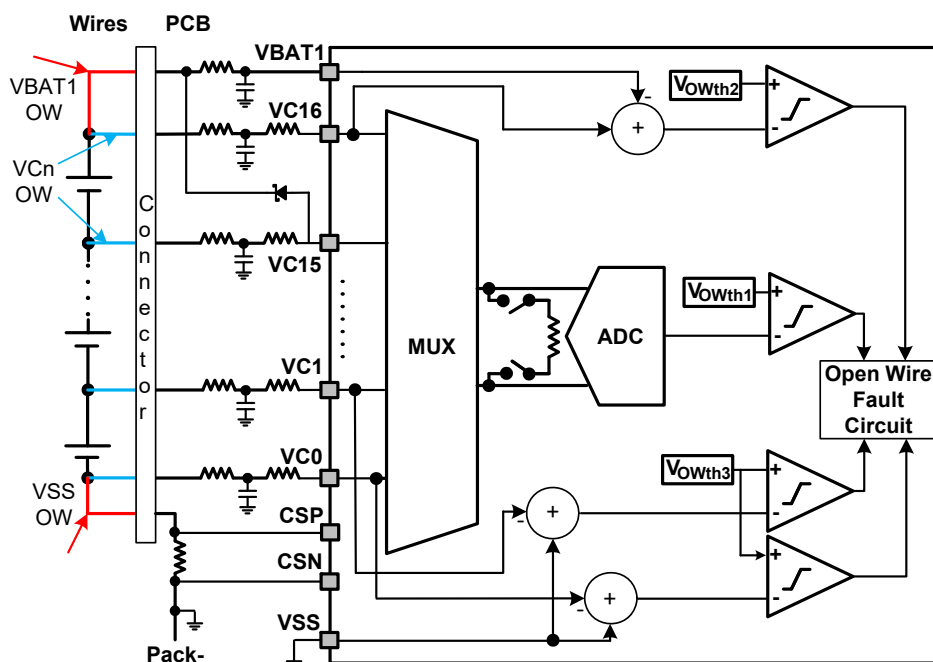 Wires
PCB
VBAT1
OW
VCn
OW
VSS
OW
Connector
VBAT1
VC16
VC15
VC1
VC0
CSP
CSN
VSS
Pack-
MUX
ADC
-
+
-
+
-
+
VOWth2
+
-
VOWth1
+
-
VOWth3
+
-
+
-
Open Wire
Fault
Circuit